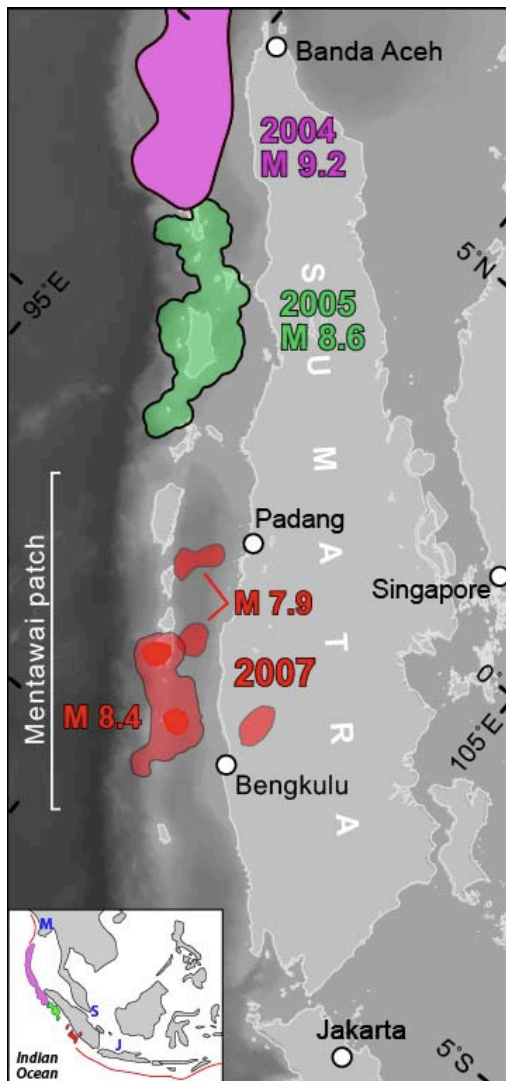 Banda Aceh
2004
M 9.2
5°N
95°E
2005
M 8.6
SUMATRA
Mentawai patch
Padang
Singapore
M 7.9
2007
M 8.4
0°
105°E
Bengkulu
M
S
J
Indian
Ocean
Jakarta
5°S